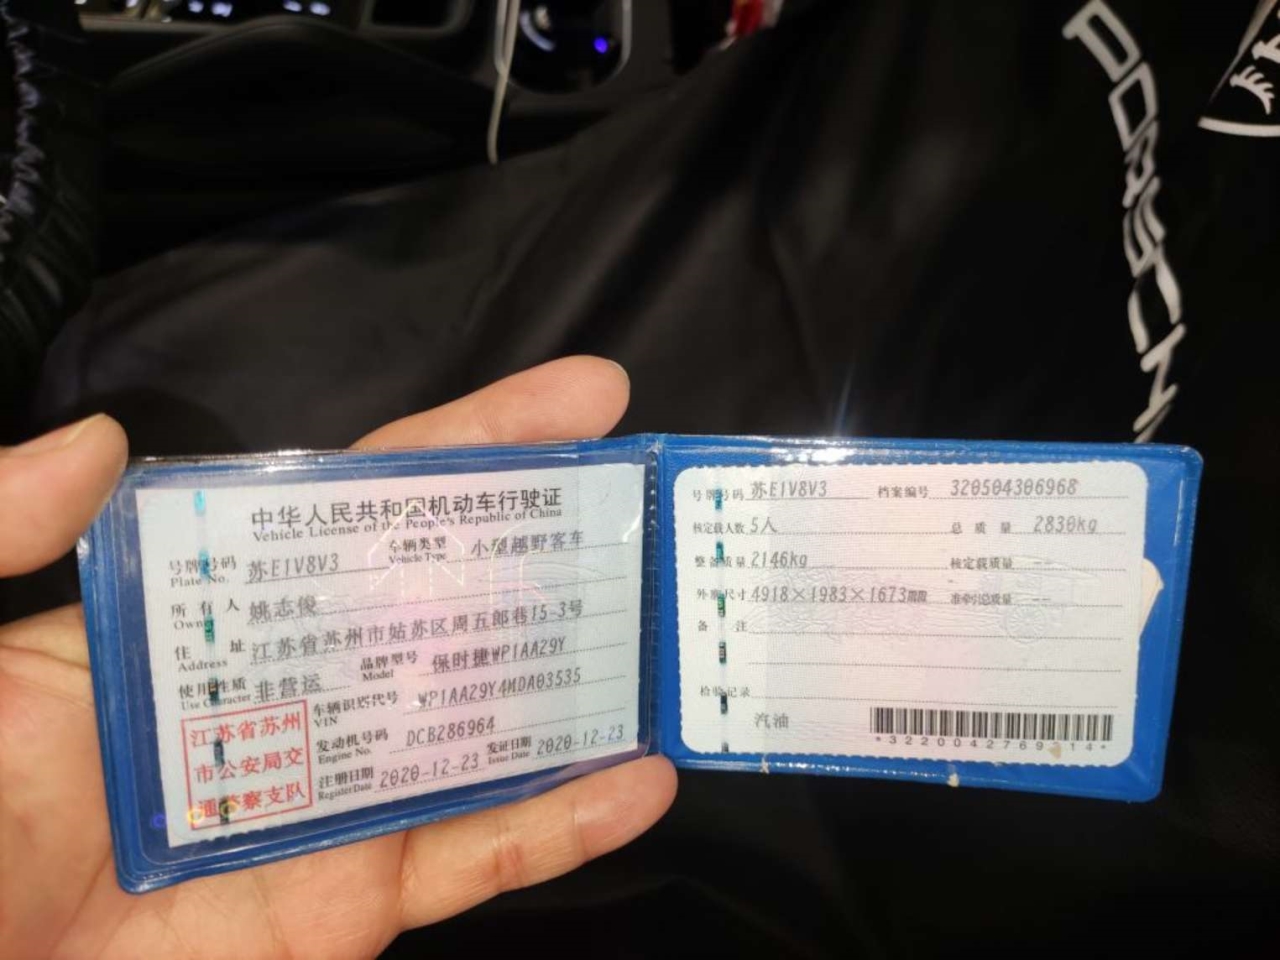 PORSCH
中华人民共和国机动车行驶证
Vehicle License of the People's Republic of China
号牌号码 苏E1V8V3 车辆类型 小型越野客车
Plate No. Vehicle Type
所有人 姚志俊
Owner
住址 江苏省苏州市姑苏区周五郎巷15-3号
Address
使用性质 非营运 品牌型号 保时捷WP1AA29Y
Use Character Model
车辆识别代号 WP1AA29Y4MDA03535
VIN
发动机号码 DCB286964
Engine No.
注册日期 2020-12-23 发证日期 2020-12-23
Register Date Issue Date
江苏省苏州
市公安局交
通警察支队
号牌号码 苏E1V8V3 档案编号 320504306968
核定载人数 5人 总质量 2830kg
整备质量 2146kg 核定载质量 --
外廓尺寸 4918×1983×1673mm 准牵引总质量 --
备注
检验记录
汽油